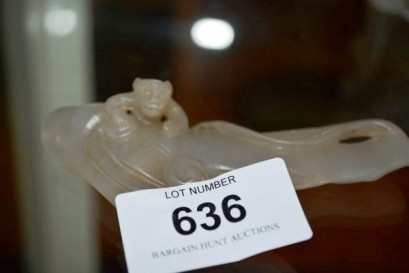 LOT NUMBER
636
BARGAIN HUNT AUCTIONS